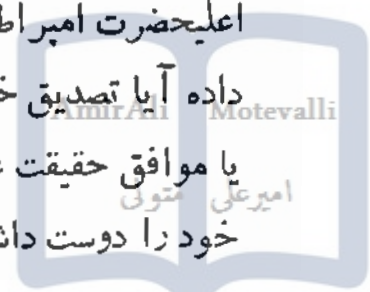 اعلیحضرت امپراط
داده آیا تصدیق خ
AmirAli Motevalli
یا موافق حقیقت
امیرعلی متولی
خود را دوست داش